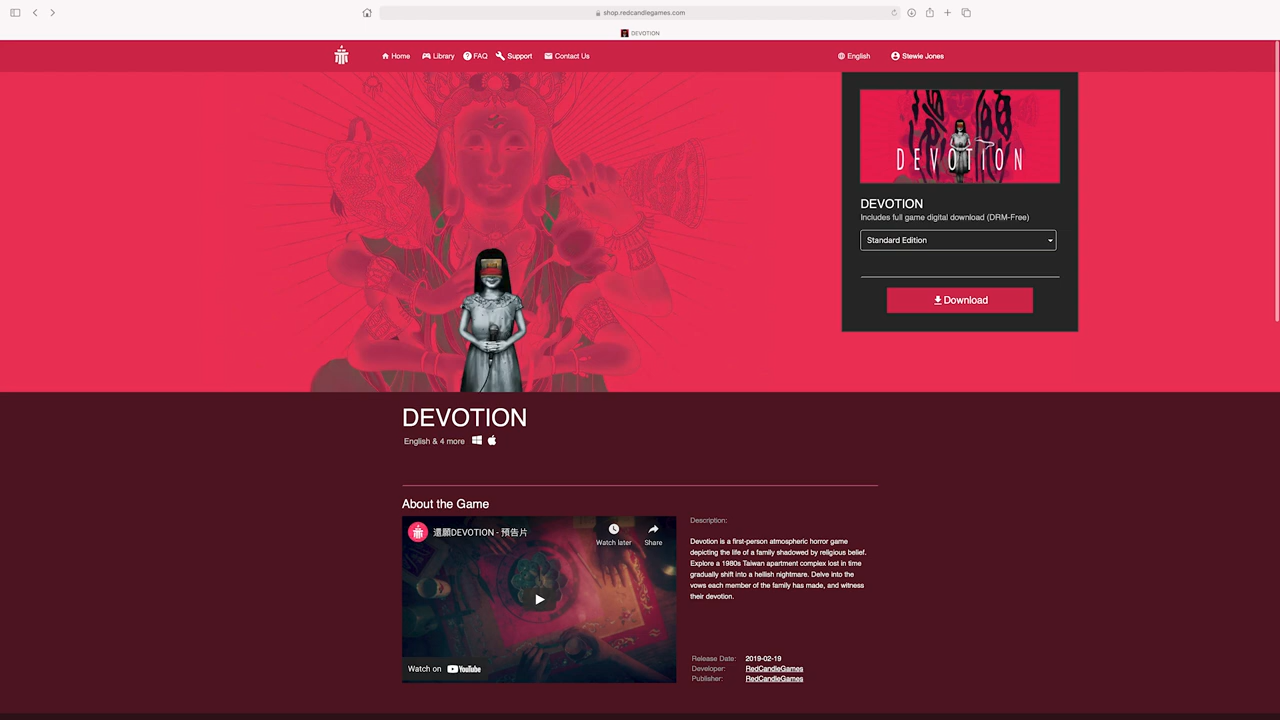 shop.redcandlegames.com
DEVOTION
Home Library FAQ Support Contact Us English Stewie Jones
還願
DEVOTION
DEVOTION
Includes full game digital download (DRM-Free)
Standard Edition
Download
DEVOTION
English & 4 more
About the Game
還願DEVOTION - 預告片
Watch later Share
Watch on YouTube
Description:
Devotion is a first-person atmospheric horror game
depicting the life of a family shadowed by religious belief.
Explore a 1980s Taiwan apartment complex lost in time
gradually shift into a hellish nightmare. Delve into the
vows each member of the family has made, and witness
their devotion.
Release Date: 2019-02-19
Developer: RedCandleGames
Publisher: RedCandleGames